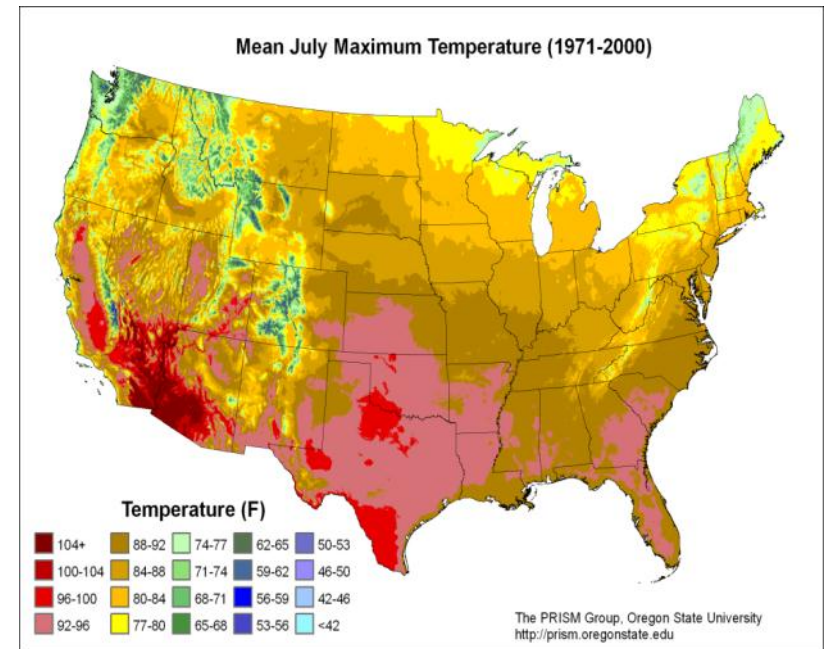 Mean July Maximum Temperature (1971-2000)
Temperature (F)
104+ 88-92 74-77 62-65 50-53
100-104 84-88 71-74 59-62 46-50
96-100 80-84 68-71 56-59 42-46
92-96 77-80 65-68 53-56 <42
The PRISM Group, Oregon State University
http://prism.oregonstate.edu